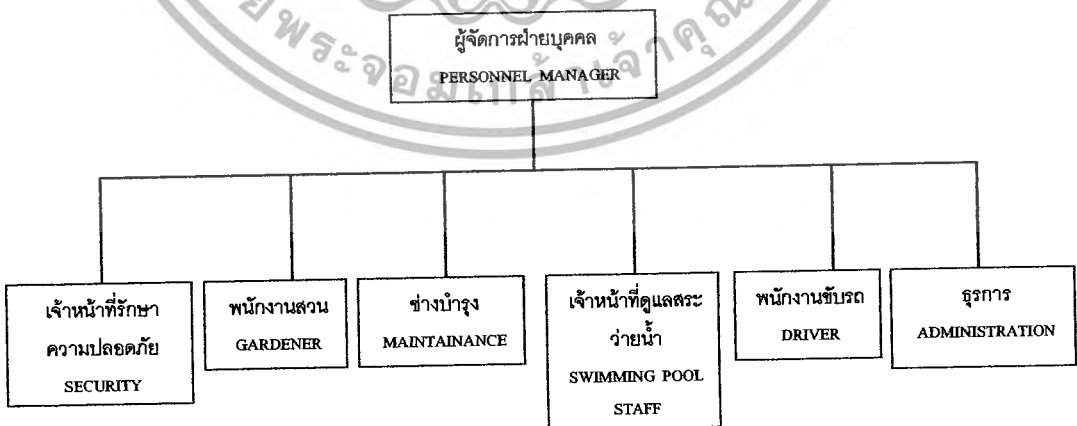 ผู้จัดการฝ่ายบุคคล
PERSONNEL MANAGER
เจ้าหน้าที่รักษา
ความปลอดภัย
SECURITY
พนักงานสวน
GARDENER
ช่างบำรุง
MAINTAINANCE
เจ้าหน้าที่ดูแลสระ
ว่ายน้ำ
SWIMMING POOL
STAFF
พนักงานขับรถ
DRIVER
ธุรการ
ADMINISTRATION